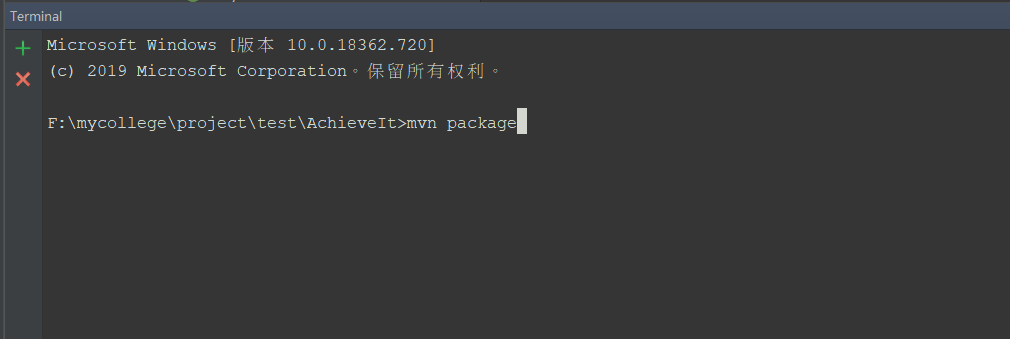 Terminal
Microsoft Windows [版本 10.0.18362.720]
(c) 2019 Microsoft Corporation。保留所有权利。
F:\mycollege\project\test\AchieveIt>mvn package